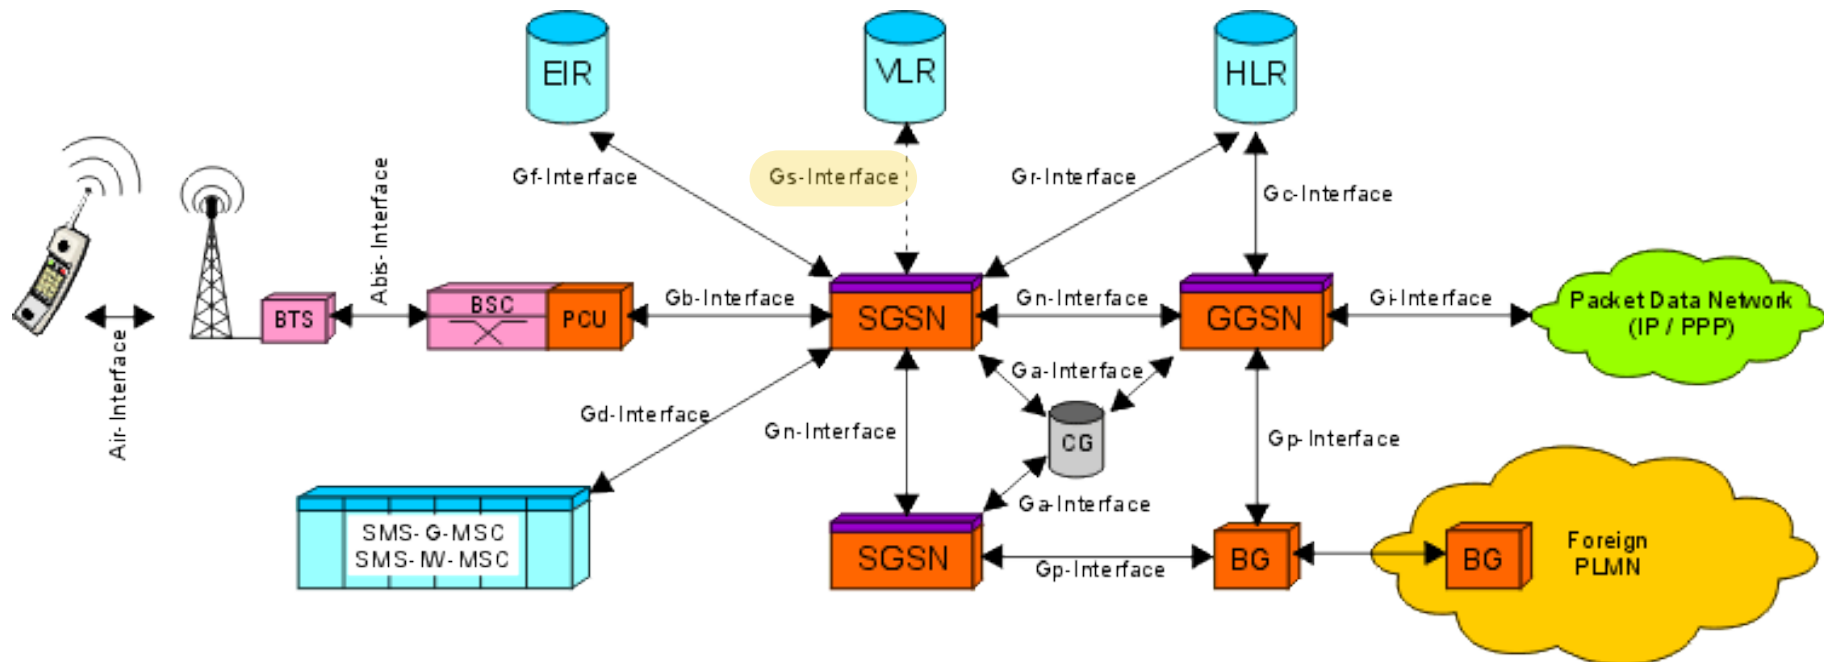 EIR
VLR
HLR
Gf-Interface
Gs-Interface
Gr-Interface
Gc-Interface
Air-Interface
BTS
Abis-Interface
BSC
PCU
Gb-Interface
SGSN
Gn-Interface
GGSN
Gi-Interface
Packet Data Network
(IP / PPP)
Gd-Interface
Gn-Interface
Ga-Interface
CG
Ga-Interface
Gp-Interface
SMS-G-MSC
SMS-IW-MSC
SGSN
Gp-Interface
BG
BG
Foreign
PLMN